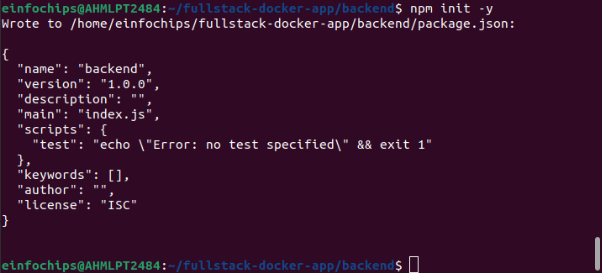 einfochips@AHMLPT2484:~/fullstack-docker-app/backend$ npm init -y
Wrote to /home/einfochips/fullstack-docker-app/backend/package.json:
{
  "name": "backend",
  "version": "1.0.0",
  "description": "",
  "main": "index.js",
  "scripts": {
    "test": "echo \"Error: no test specified\" && exit 1"
  },
  "keywords": [],
  "author": "",
  "license": "ISC"
}
einfochips@AHMLPT2484:~/fullstack-docker-app/backend$